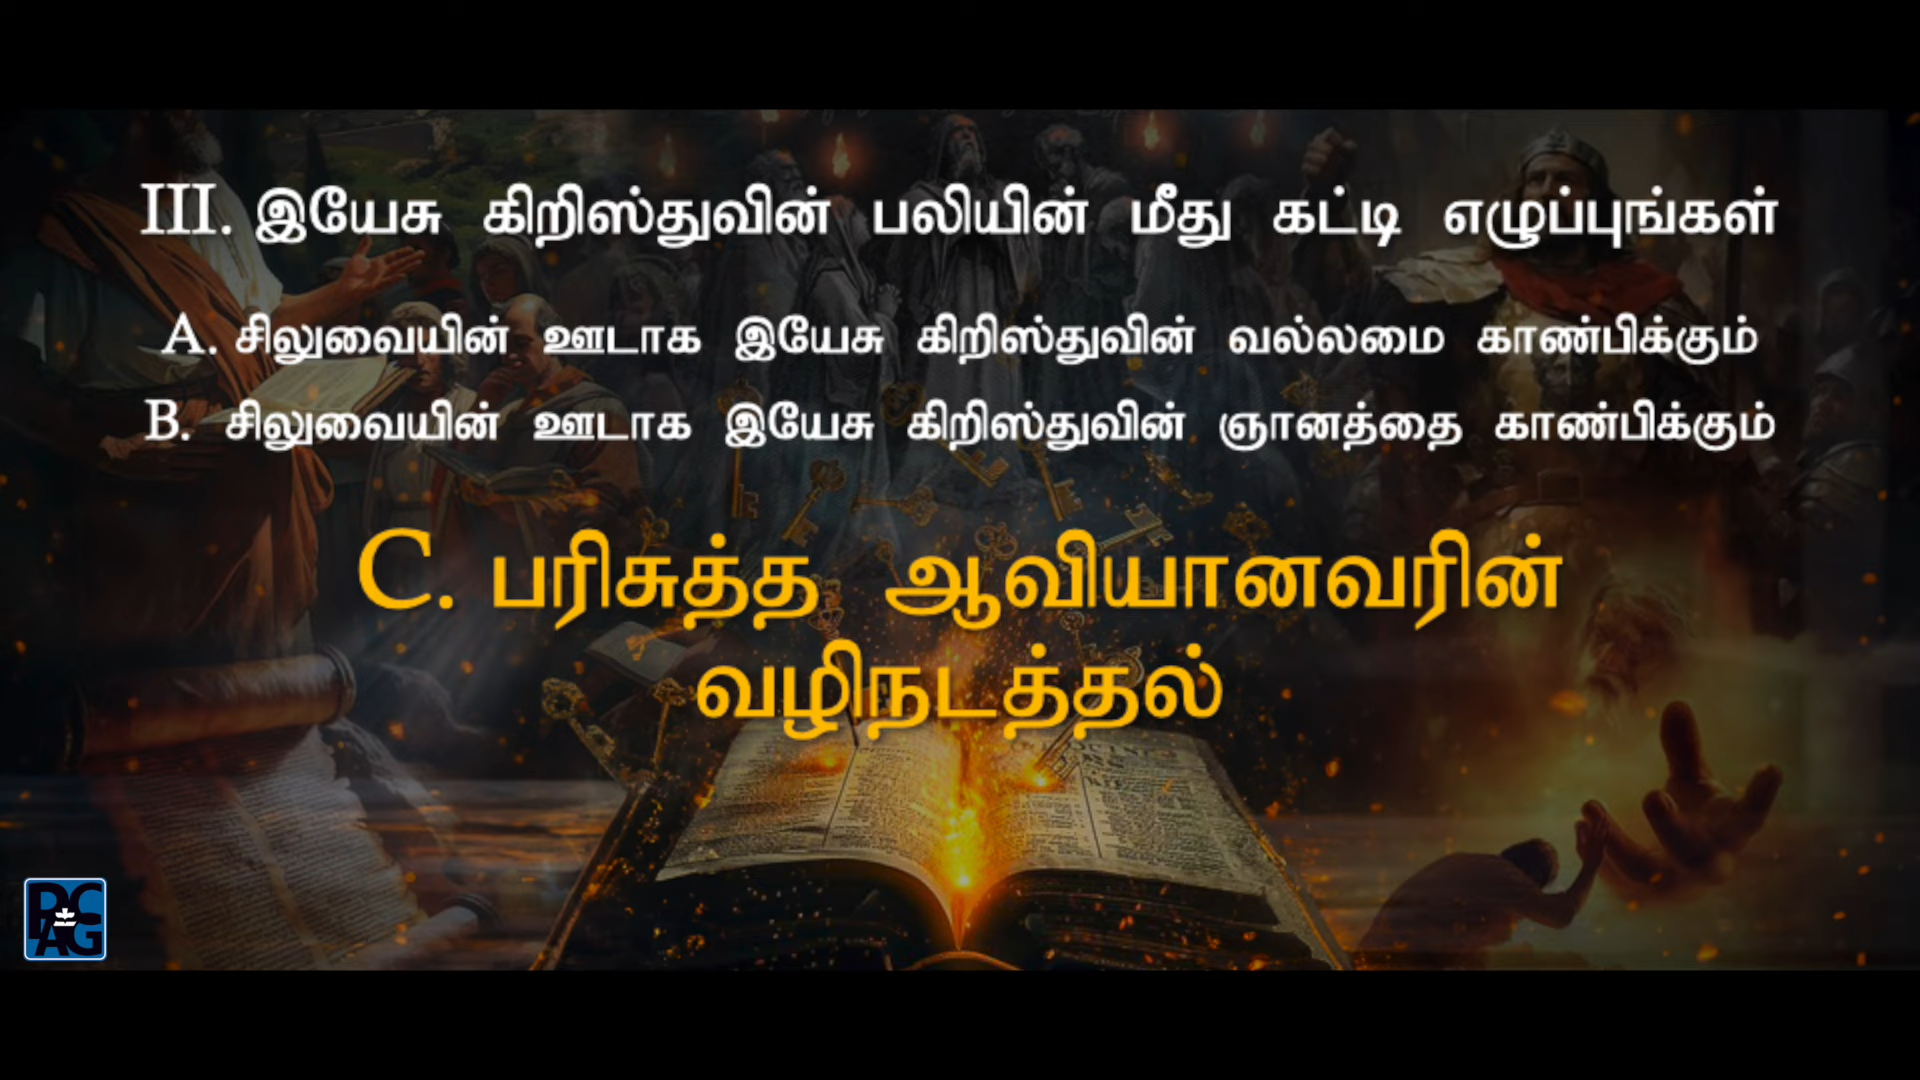 III. இயேசு கிறிஸ்துவின் பலியின் மீது கட்டி எழுப்புங்கள்
A. சிலுவையின் ஊடாக இயேசு கிறிஸ்துவின் வல்லமை காண்பிக்கும்
B. சிலுவையின் ஊடாக இயேசு கிறிஸ்துவின் ஞானத்தை காண்பிக்கும்
C. பரிசுத்த ஆவியானவரின்
வழிநடத்தல்